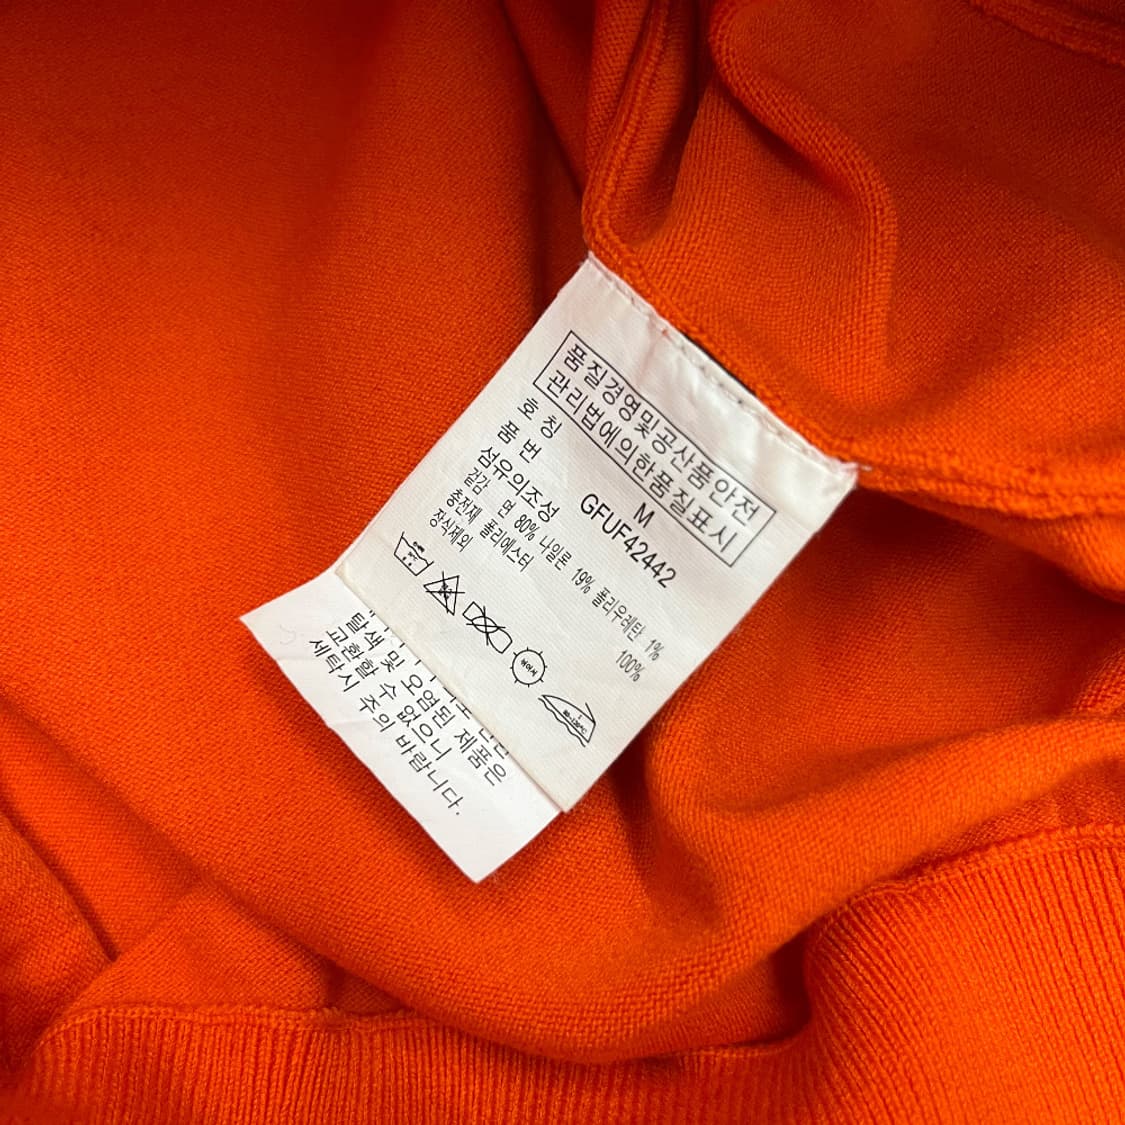 품질경영및공산품안전
관리법에의한품질표시
호 칭 M
품 번 GFUF42442
섬유의조성
겉감 면 80% 나일론 19% 폴리우레탄 1%
충전재 폴리에스터 100%
장식제외
80~120℃
탈색 및 오염된 제품은
교환할 수 없으니
세탁시 주의 바랍니다.